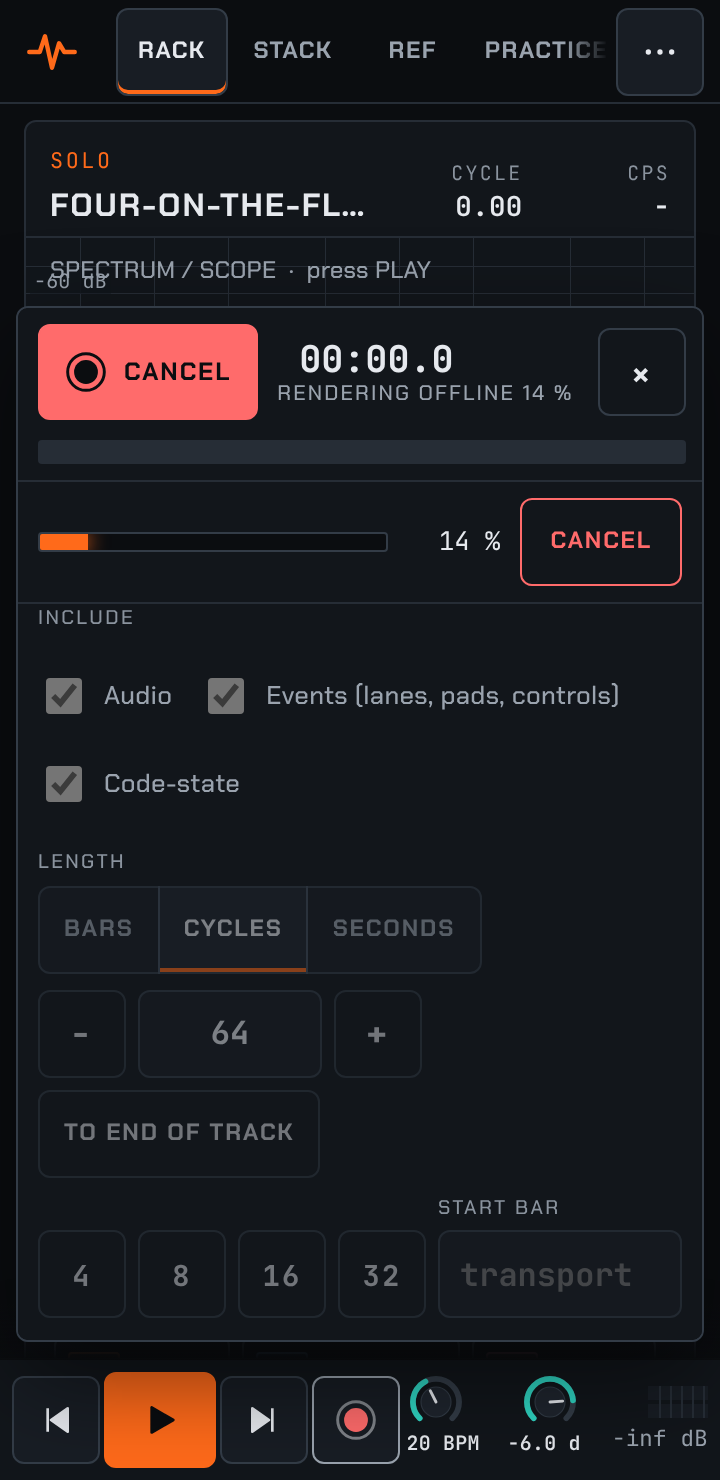 RACK STACK REF PRACTICE ...
SOLO
CYCLE CPS
FOUR-ON-THE-FL... 0.00 -
SPECTRUM / SCOPE · press PLAY
-60 dB
CANCEL 00:00.0 ×
RENDERING OFFLINE 14 %
14 % CANCEL
INCLUDE
Audio Events (lanes, pads, controls)
Code-state
LENGTH
BARS CYCLES SECONDS
- 64 +
TO END OF TRACK
START BAR
4 8 16 32 transport
20 BPM -6.0 d -inf dB